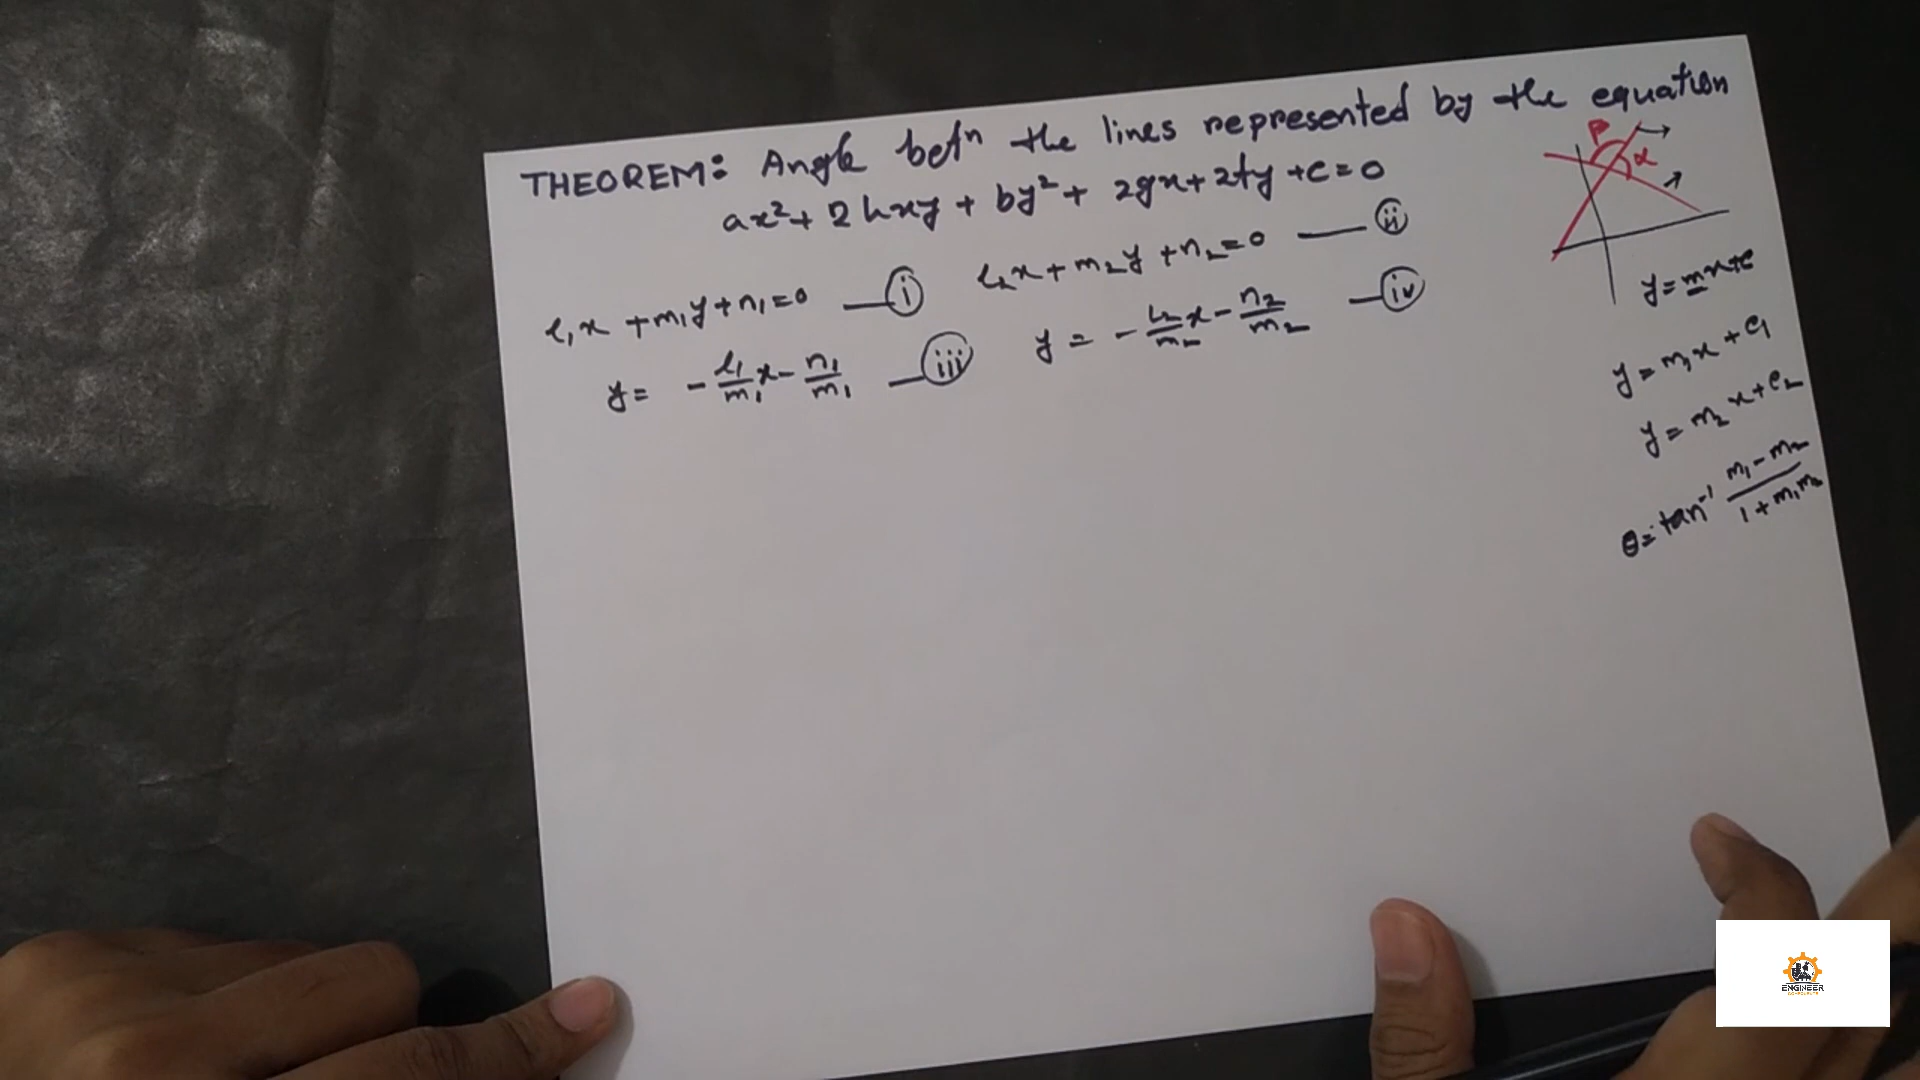 THEOREM: Angle betⁿ the lines represented by the equation
ax² + 2hxy + by² + 2gx + 2fy + c = 0
l₁x + m₁y + n₁ = 0 — (i)
l₂x + m₂y + n₂ = 0 — (ii)
y = - l₁/m₁ x - n₁/m₁ — (iii)
y = - l₂/m₂ x - n₂/m₂ — (iv)
β
α
y = mx + c
y = m₁x + c₁
y = m₂x + c₂
θ = tan⁻¹ (m₁ - m₂)/(1 + m₁m₂)
ENGINEER